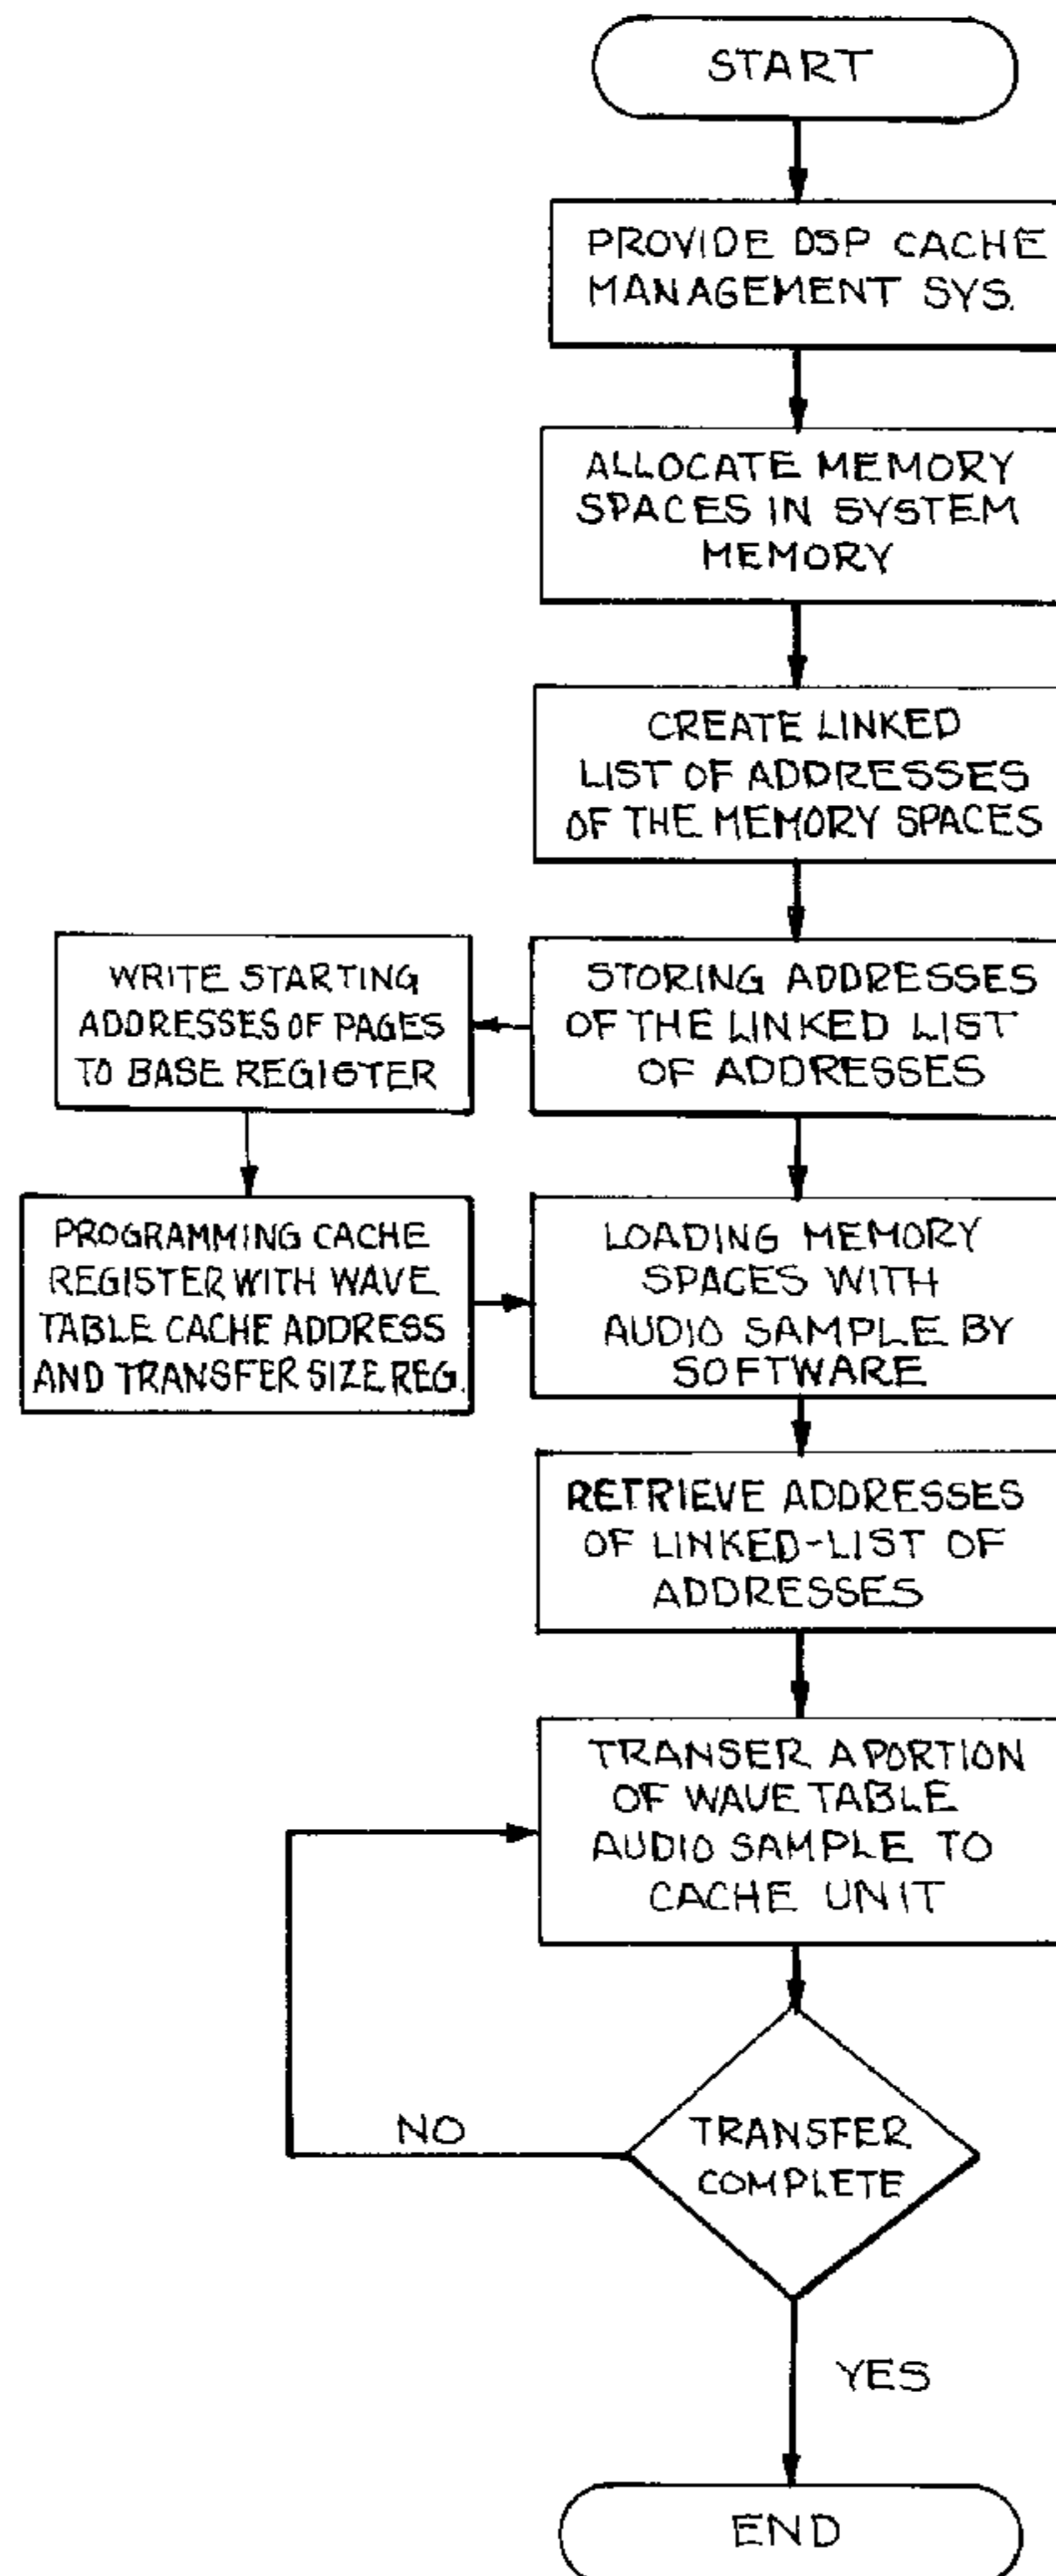 START
PROVIDE DSP CACHE
MANAGEMENT SYS.
ALLOCATE MEMORY
SPACES IN SYSTEM
MEMORY
CREATE LINKED
LIST OF ADDRESSES
OF THE MEMORY SPACES
STORING ADDRESSES
OF THE LINKED LIST
OF ADDRESSES
WRITE STARTING
ADDRESSES OF PAGES
TO BASE REGISTER
PROGRAMMING CACHE
REGISTER WITH WAVE
TABLE CACHE ADDRESS
AND TRANSFER SIZE REG.
LOADING MEMORY
SPACES WITH
AUDIO SAMPLE BY
SOFTWARE
RETRIEVE ADDRESSES
OF LINKED-LIST OF
ADDRESSES
TRANSER A PORTION
OF WAVE TABLE
AUDIO SAMPLE TO
CACHE UNIT
NO
TRANSFER
COMPLETE
YES
END